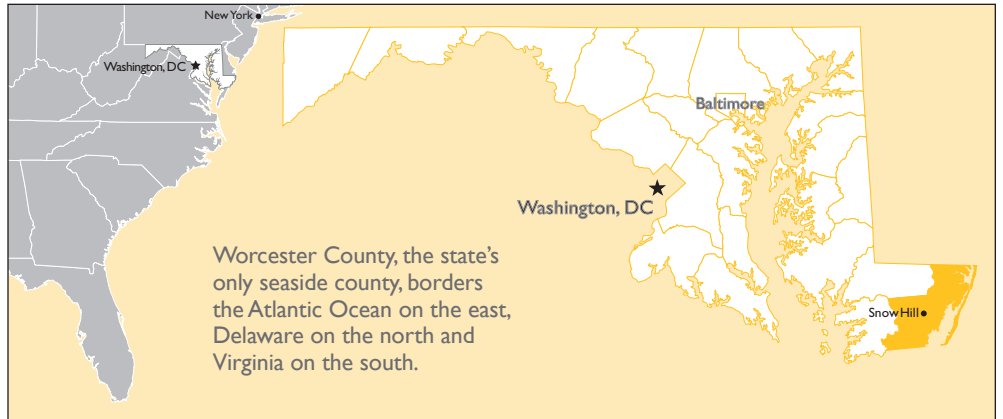 New York
Washington, DC
Baltimore
Washington, DC
Worcester County, the state's
only seaside county, borders
the Atlantic Ocean on the east,
Delaware on the north and
Virginia on the south.
Snow Hill